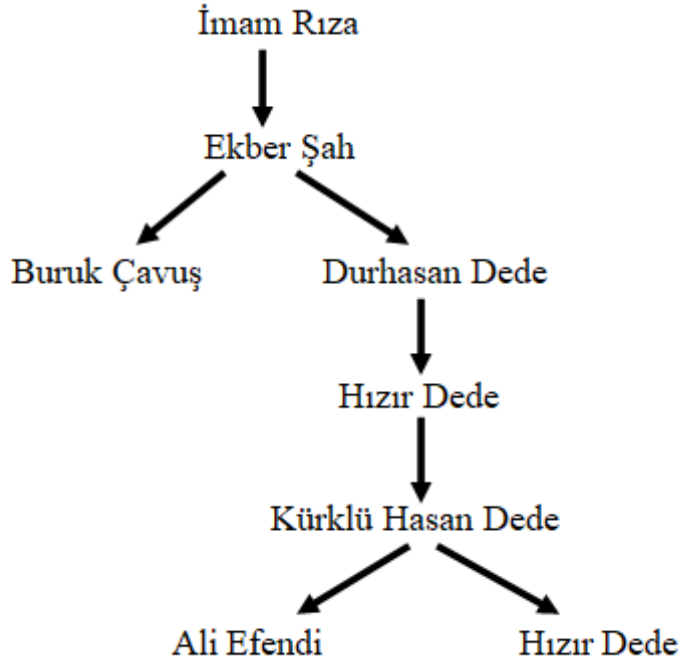 İmam Rıza
Ekber Şah
Buruk Çavuş
Durhasan Dede
Hızır Dede
Kürklü Hasan Dede
Ali Efendi
Hızır Dede